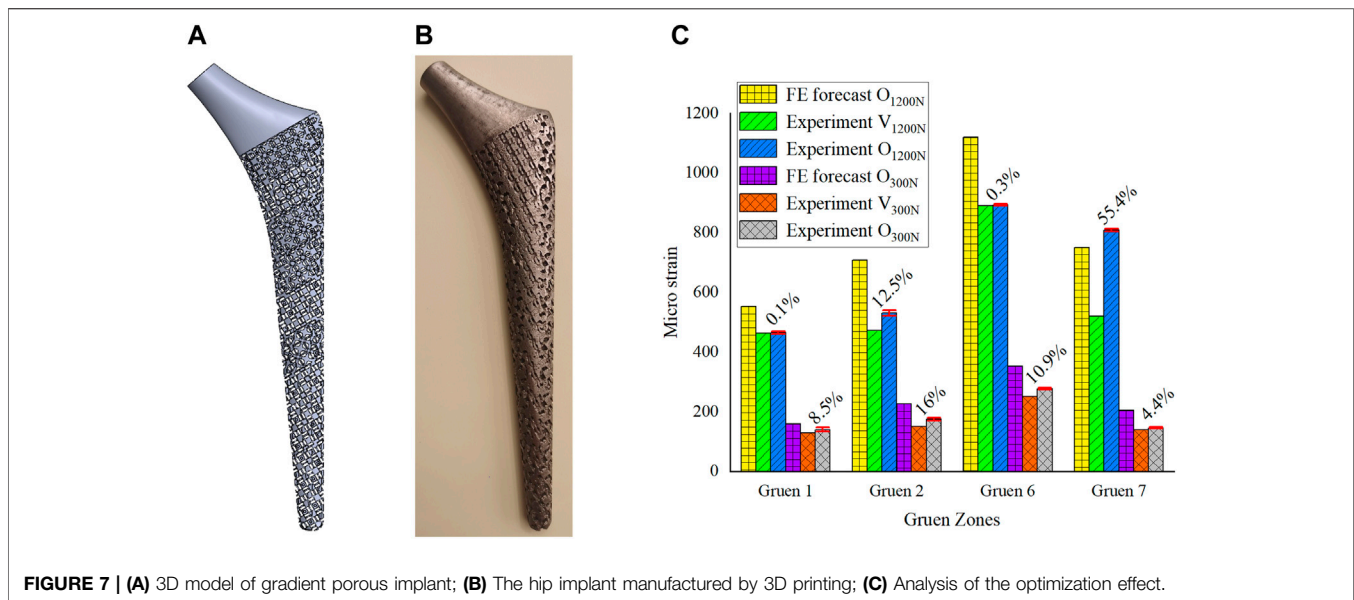 A
B
C
FE forecast O1200N
Experiment V1200N
Experiment O1200N
FE forecast O300N
Experiment V300N
Experiment O300N
1200
1000
800
600
400
200
0
Micro strain
0.1%
8.5%
12.5%
16%
0.3%
10.9%
55.4%
4.4%
Gruen 1 Gruen 2 Gruen 6 Gruen 7
Gruen Zones
FIGURE 7 | (A) 3D model of gradient porous implant; (B) The hip implant manufactured by 3D printing; (C) Analysis of the optimization effect.